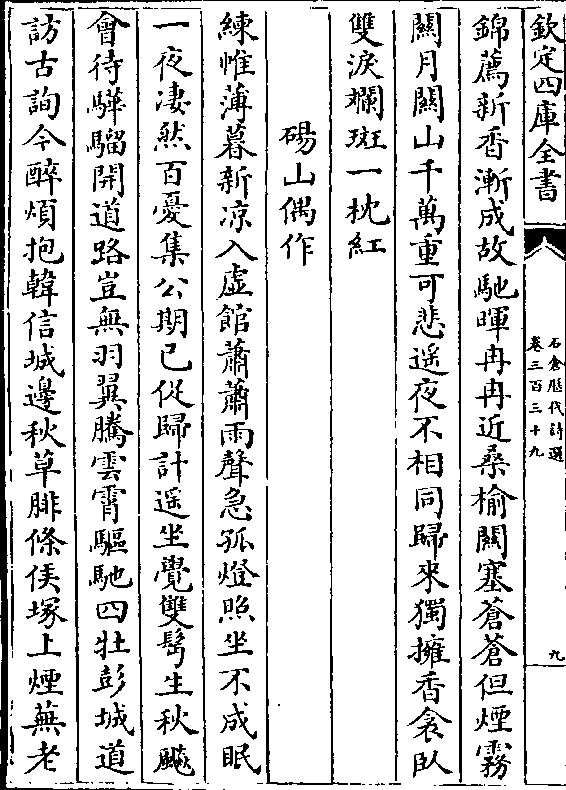 欽定四庫全書
石倉歷代詩選
卷三百三十九
九
錦薦新香漸成故馳暉冉冉近桑榆關塞蒼蒼但煙霧
關月關山千萬重可悲遥夜不相同歸來獨擁香衾臥
雙淚斕斑一枕紅
碭山偶作
練帷薄暮新凉入虛館蕭蕭雨聲急孤燈照坐不成眠
一夜凄然百憂集公期已促歸計遥坐覺雙髩生秋飇
會待驊騮開道路豈無羽翼騰雲霄驅馳四牡彭城道
訪古詢今醉煩抱韓信城邊秋草腓條侯塚上煙蕪老